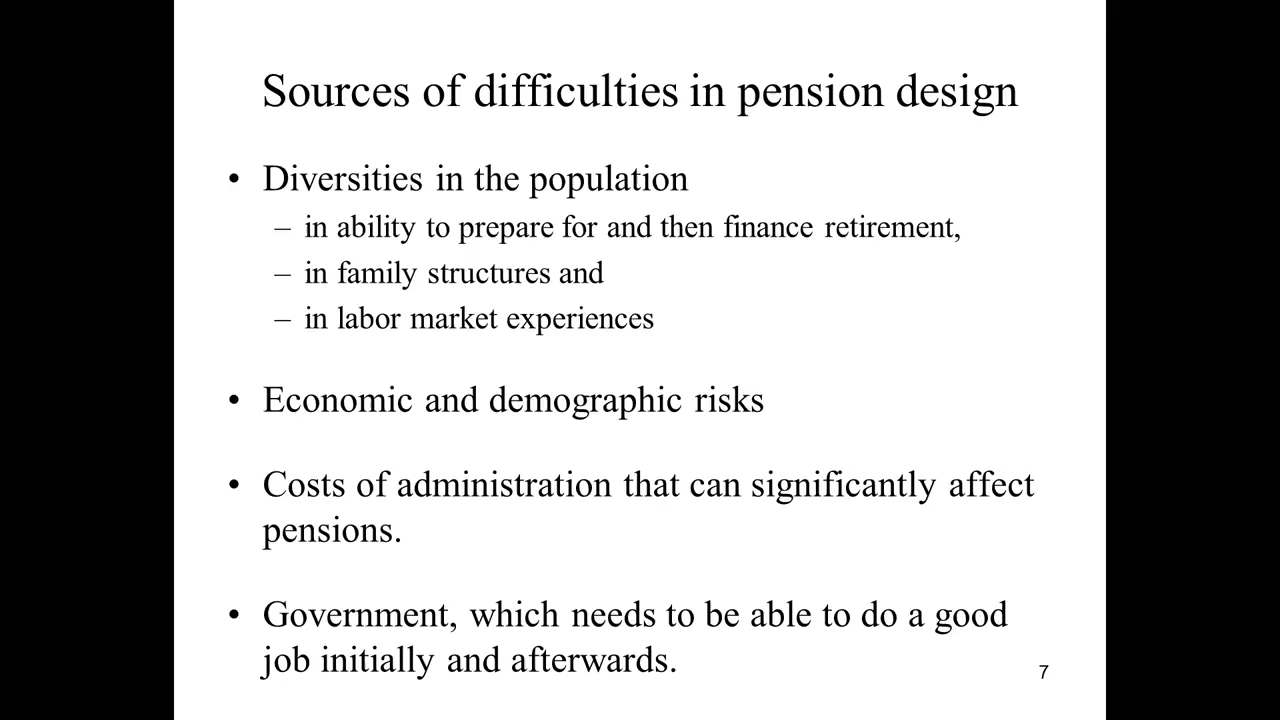 Sources of difficulties in pension design
• Diversities in the population
– in ability to prepare for and then finance retirement,
– in family structures and
– in labor market experiences
• Economic and demographic risks
• Costs of administration that can significantly affect
pensions.
• Government, which needs to be able to do a good
job initially and afterwards.
7